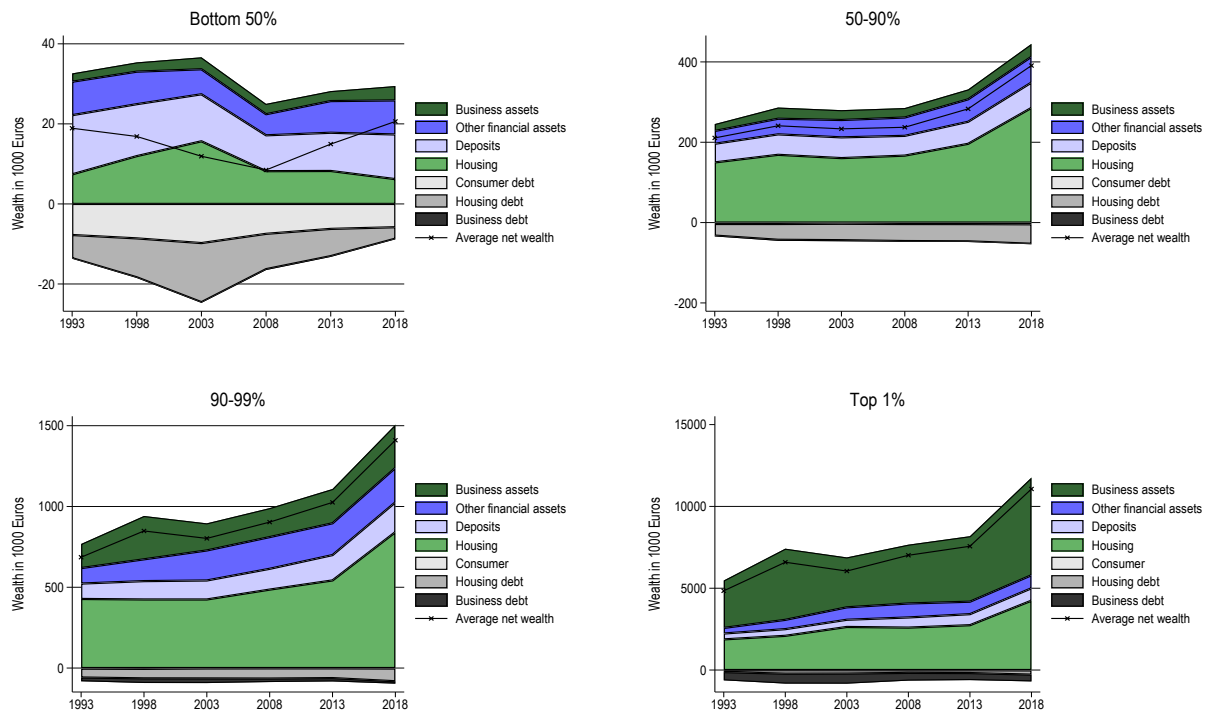 Bottom 50%
Wealth in 1000 Euros
40
20
0
-20
1993 1998 2003 2008 2013 2018
Business assets
Other financial assets
Deposits
Housing
Consumer debt
Housing debt
Business debt
Average net wealth
50-90%
Wealth in 1000 Euros
400
200
0
-200
1993 1998 2003 2008 2013 2018
Business assets
Other financial assets
Deposits
Housing
Consumer debt
Housing debt
Business debt
Average net wealth
90-99%
Wealth in 1000 Euros
1500
1000
500
0
1993 1998 2003 2008 2013 2018
Business assets
Other financial assets
Deposits
Housing
Consumer
Housing debt
Business debt
Average net wealth
Top 1%
Wealth in 1000 Euros
15000
10000
5000
0
1993 1998 2003 2008 2013 2018
Business assets
Other financial assets
Deposits
Housing
Consumer
Housing debt
Business debt
Average net wealth